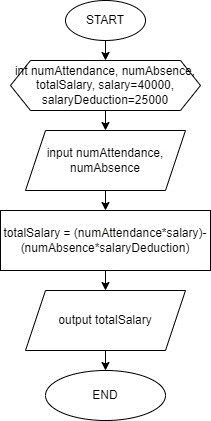 START
int numAttendance, numAbsence,
totalSalary, salary=40000,
salaryDeduction=25000
input numAttendance,
numAbsence
totalSalary = (numAttendance*salary)-
(numAbsence*salaryDeduction)
output totalSalary
END